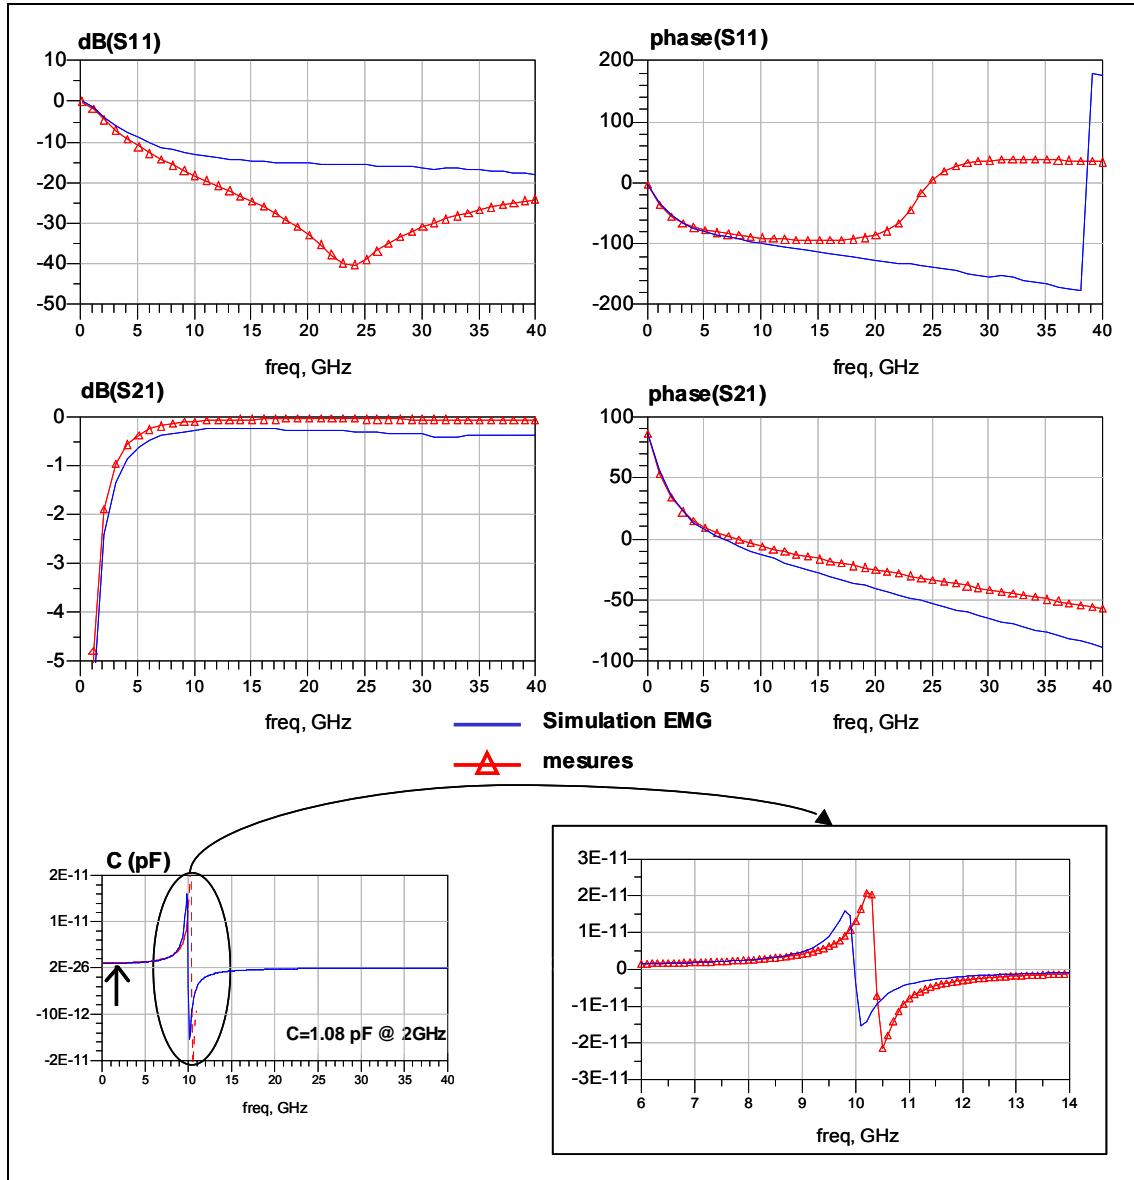 dB(S11)
10
0
-10
-20
-30
-40
-50
0 5 10 15 20 25 30 35 40
freq, GHz
phase(S11)
200
100
0
-100
-200
0 5 10 15 20 25 30 35 40
freq, GHz
dB(S21)
0
-1
-2
-3
-4
-5
0 5 10 15 20 25 30 35 40
freq, GHz
phase(S21)
100
50
0
-50
-100
0 5 10 15 20 25 30 35 40
freq, GHz
Simulation EMG
mesures
C (pF)
2E-11
1E-11
2E-26
-10E-12
-2E-11
C=1.08 pF @ 2GHz
0 5 10 15 20 25 30 35 40
freq, GHz
3E-11
2E-11
1E-11
0
-1E-11
-2E-11
-3E-11
6 7 8 9 10 11 12 13 14
freq, GHz